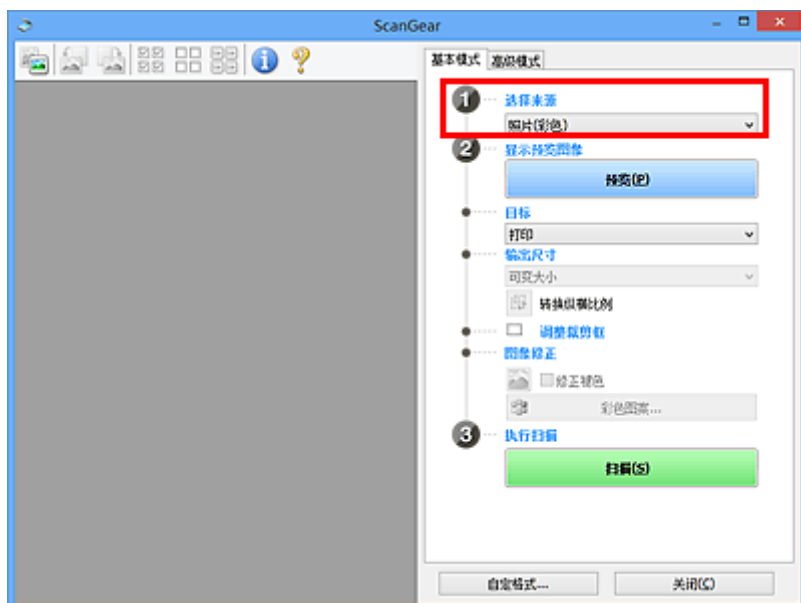 ScanGear
基本模式 高级模式
1 选择来源
照片(彩色)
2 显示预览图像
预览(P)
目标
打印
输出尺寸
可变大小
转换纵横比例
调整裁剪框
图像修正
修正褪色
彩色图案...
3 执行扫描
扫描(S)
自定格式... 关闭(C)